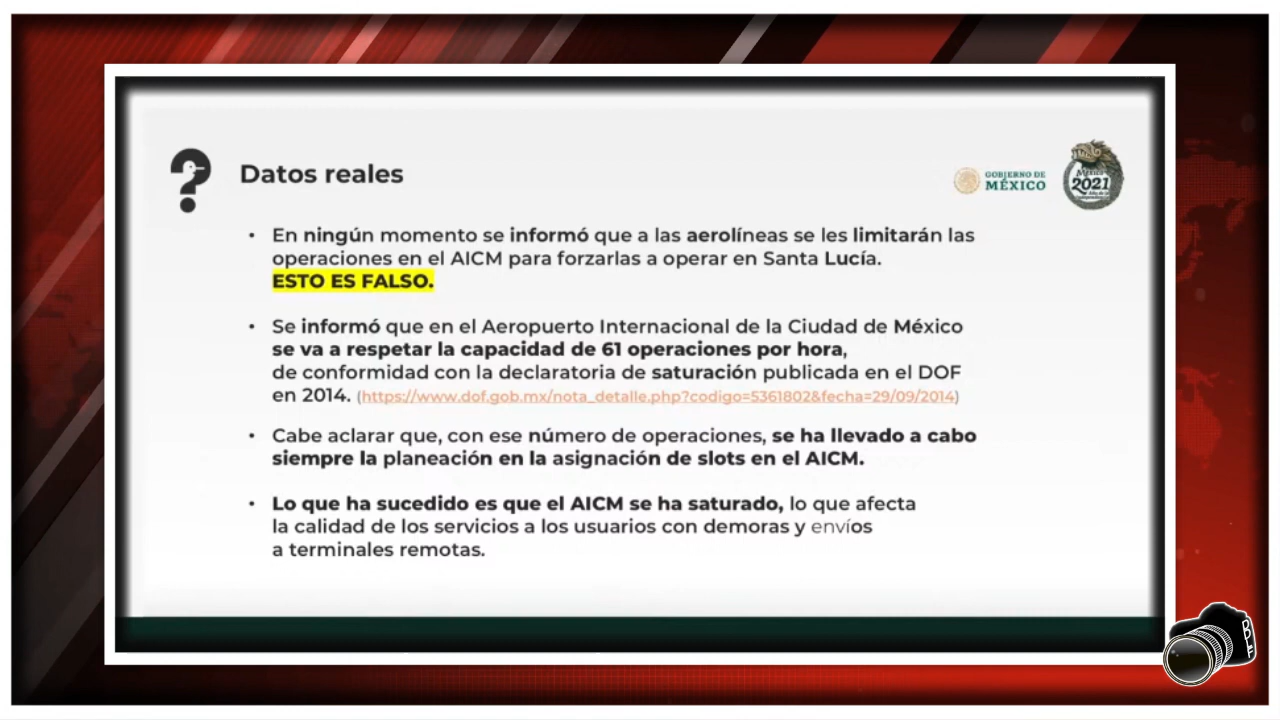 Datos reales
GOBIERNO DE
MÉXICO
México
2021
• En ningún momento se informó que a las aerolíneas se les limitarán las
operaciones en el AICM para forzarlas a operar en Santa Lucía.
ESTO ES FALSO.
• Se informó que en el Aeropuerto Internacional de la Ciudad de México
se va a respetar la capacidad de 61 operaciones por hora,
de conformidad con la declaratoria de saturación publicada en el DOF
en 2014. (https://www.dof.gob.mx/nota_detalle.php?codigo=5361802&fecha=29/09/2014)
• Cabe aclarar que, con ese número de operaciones, se ha llevado a cabo
siempre la planeación en la asignación de slots en el AICM.
• Lo que ha sucedido es que el AICM se ha saturado, lo que afecta
la calidad de los servicios a los usuarios con demoras y envíos
a terminales remotas.